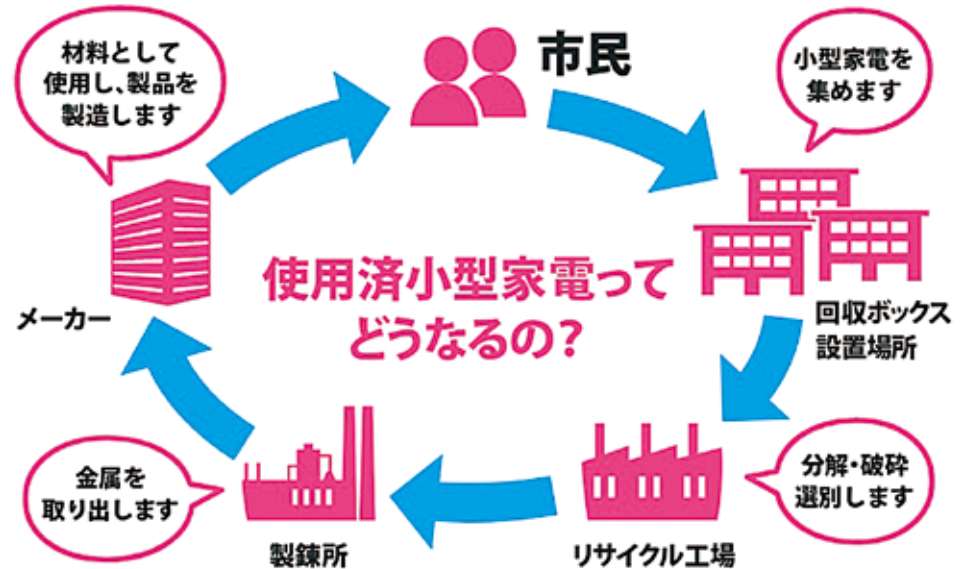 市民
小型家電を
集めます
回収ボックス
設置場所
分解・破砕
選別します
リサイクル工場
製錬所
金属を
取り出します
メーカー
材料として
使用し、製品を
製造します
使用済小型家電って
どうなるの？